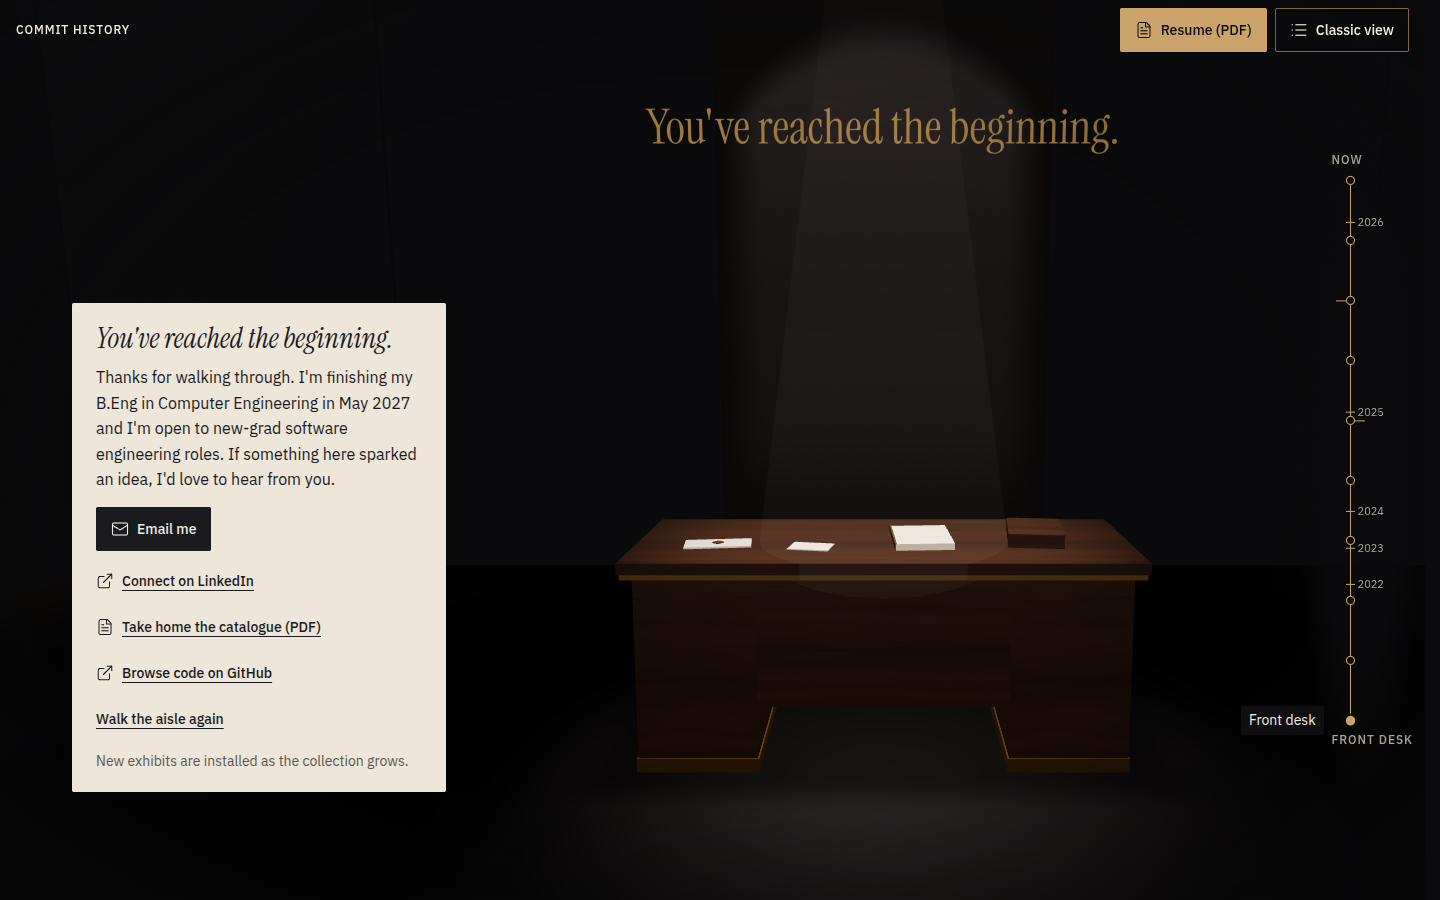 COMMIT HISTORY
Resume (PDF)
Classic view
You've reached the beginning.
NOW
2026
2025
2024
2023
2022
Front desk
FRONT DESK
You've reached the beginning.
Thanks for walking through. I'm finishing my
B.Eng in Computer Engineering in May 2027
and I'm open to new-grad software
engineering roles. If something here sparked
an idea, I'd love to hear from you.
Email me
Connect on LinkedIn
Take home the catalogue (PDF)
Browse code on GitHub
Walk the aisle again
New exhibits are installed as the collection grows.